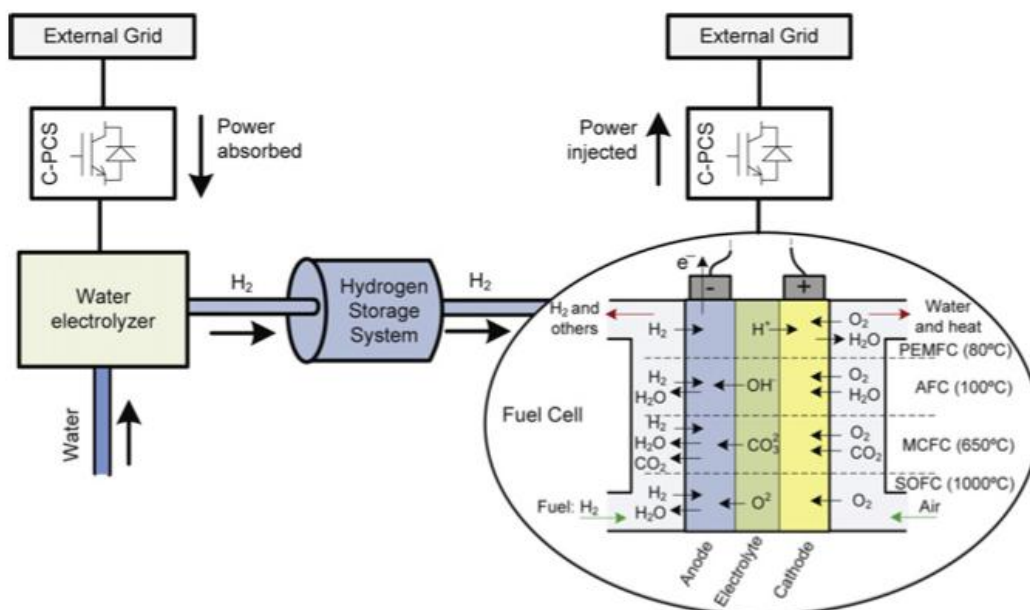 External Grid
External Grid
C-PCS
Power
absorbed
Power
injected
C-PCS
Water
electrolyzer
H₂
Hydrogen
Storage
System
H₂
Water
Fuel Cell
e⁻
-
+
H₂ and
others
Water
and heat
H₂
H⁺
O₂
H₂O
PEMFC (80ºC)
H₂
H₂O
OH⁻
O₂
H₂O
AFC (100ºC)
H₂
H₂O
CO₂
CO₃²
O₂
CO₂
MCFC (650ºC)
SOFC (1000ºC)
H₂
H₂O
O²
O₂
Fuel: H₂
Air
Anode
Electrolyte
Cathode